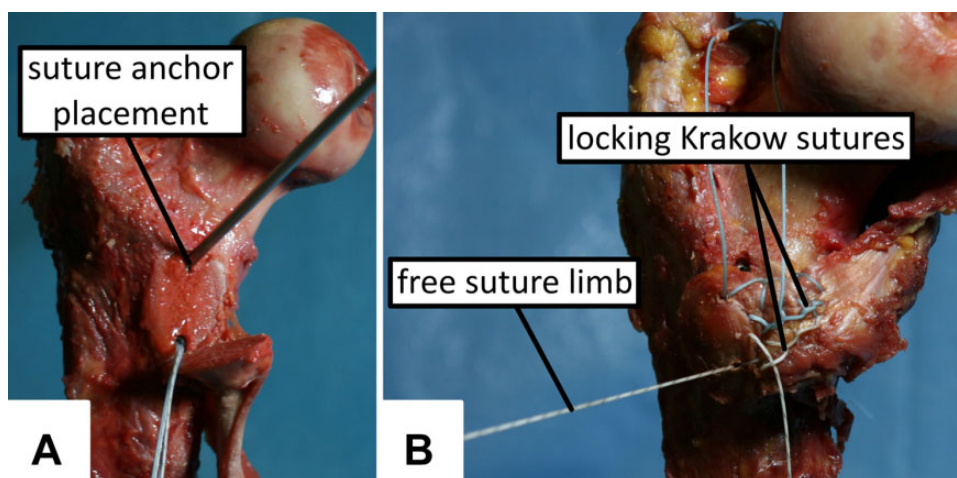 suture anchor
placement
locking Krakow sutures
free suture limb
A
B